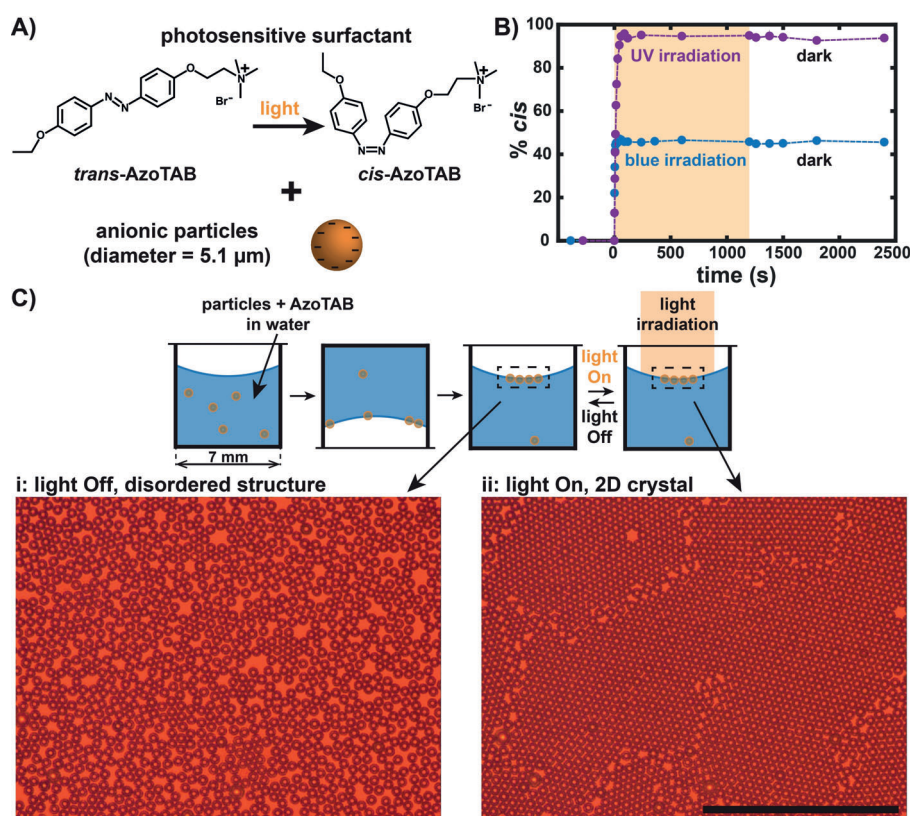 A)
photosensitive surfactant
O
N
+
Br-
N=N
O
light
O
N
+
Br-
O
N=N
trans-AzoTAB
cis-AzoTAB
+
anionic particles
(diameter = 5.1 µm)
B)
% cis
100
80
60
40
20
0
UV irradiation
dark
blue irradiation
dark
0
500
1000
1500
2000
2500
time (s)
C)
particles + AzoTAB
in water
light
irradiation
light
On
light
Off
7 mm
i: light Off, disordered structure
ii: light On, 2D crystal